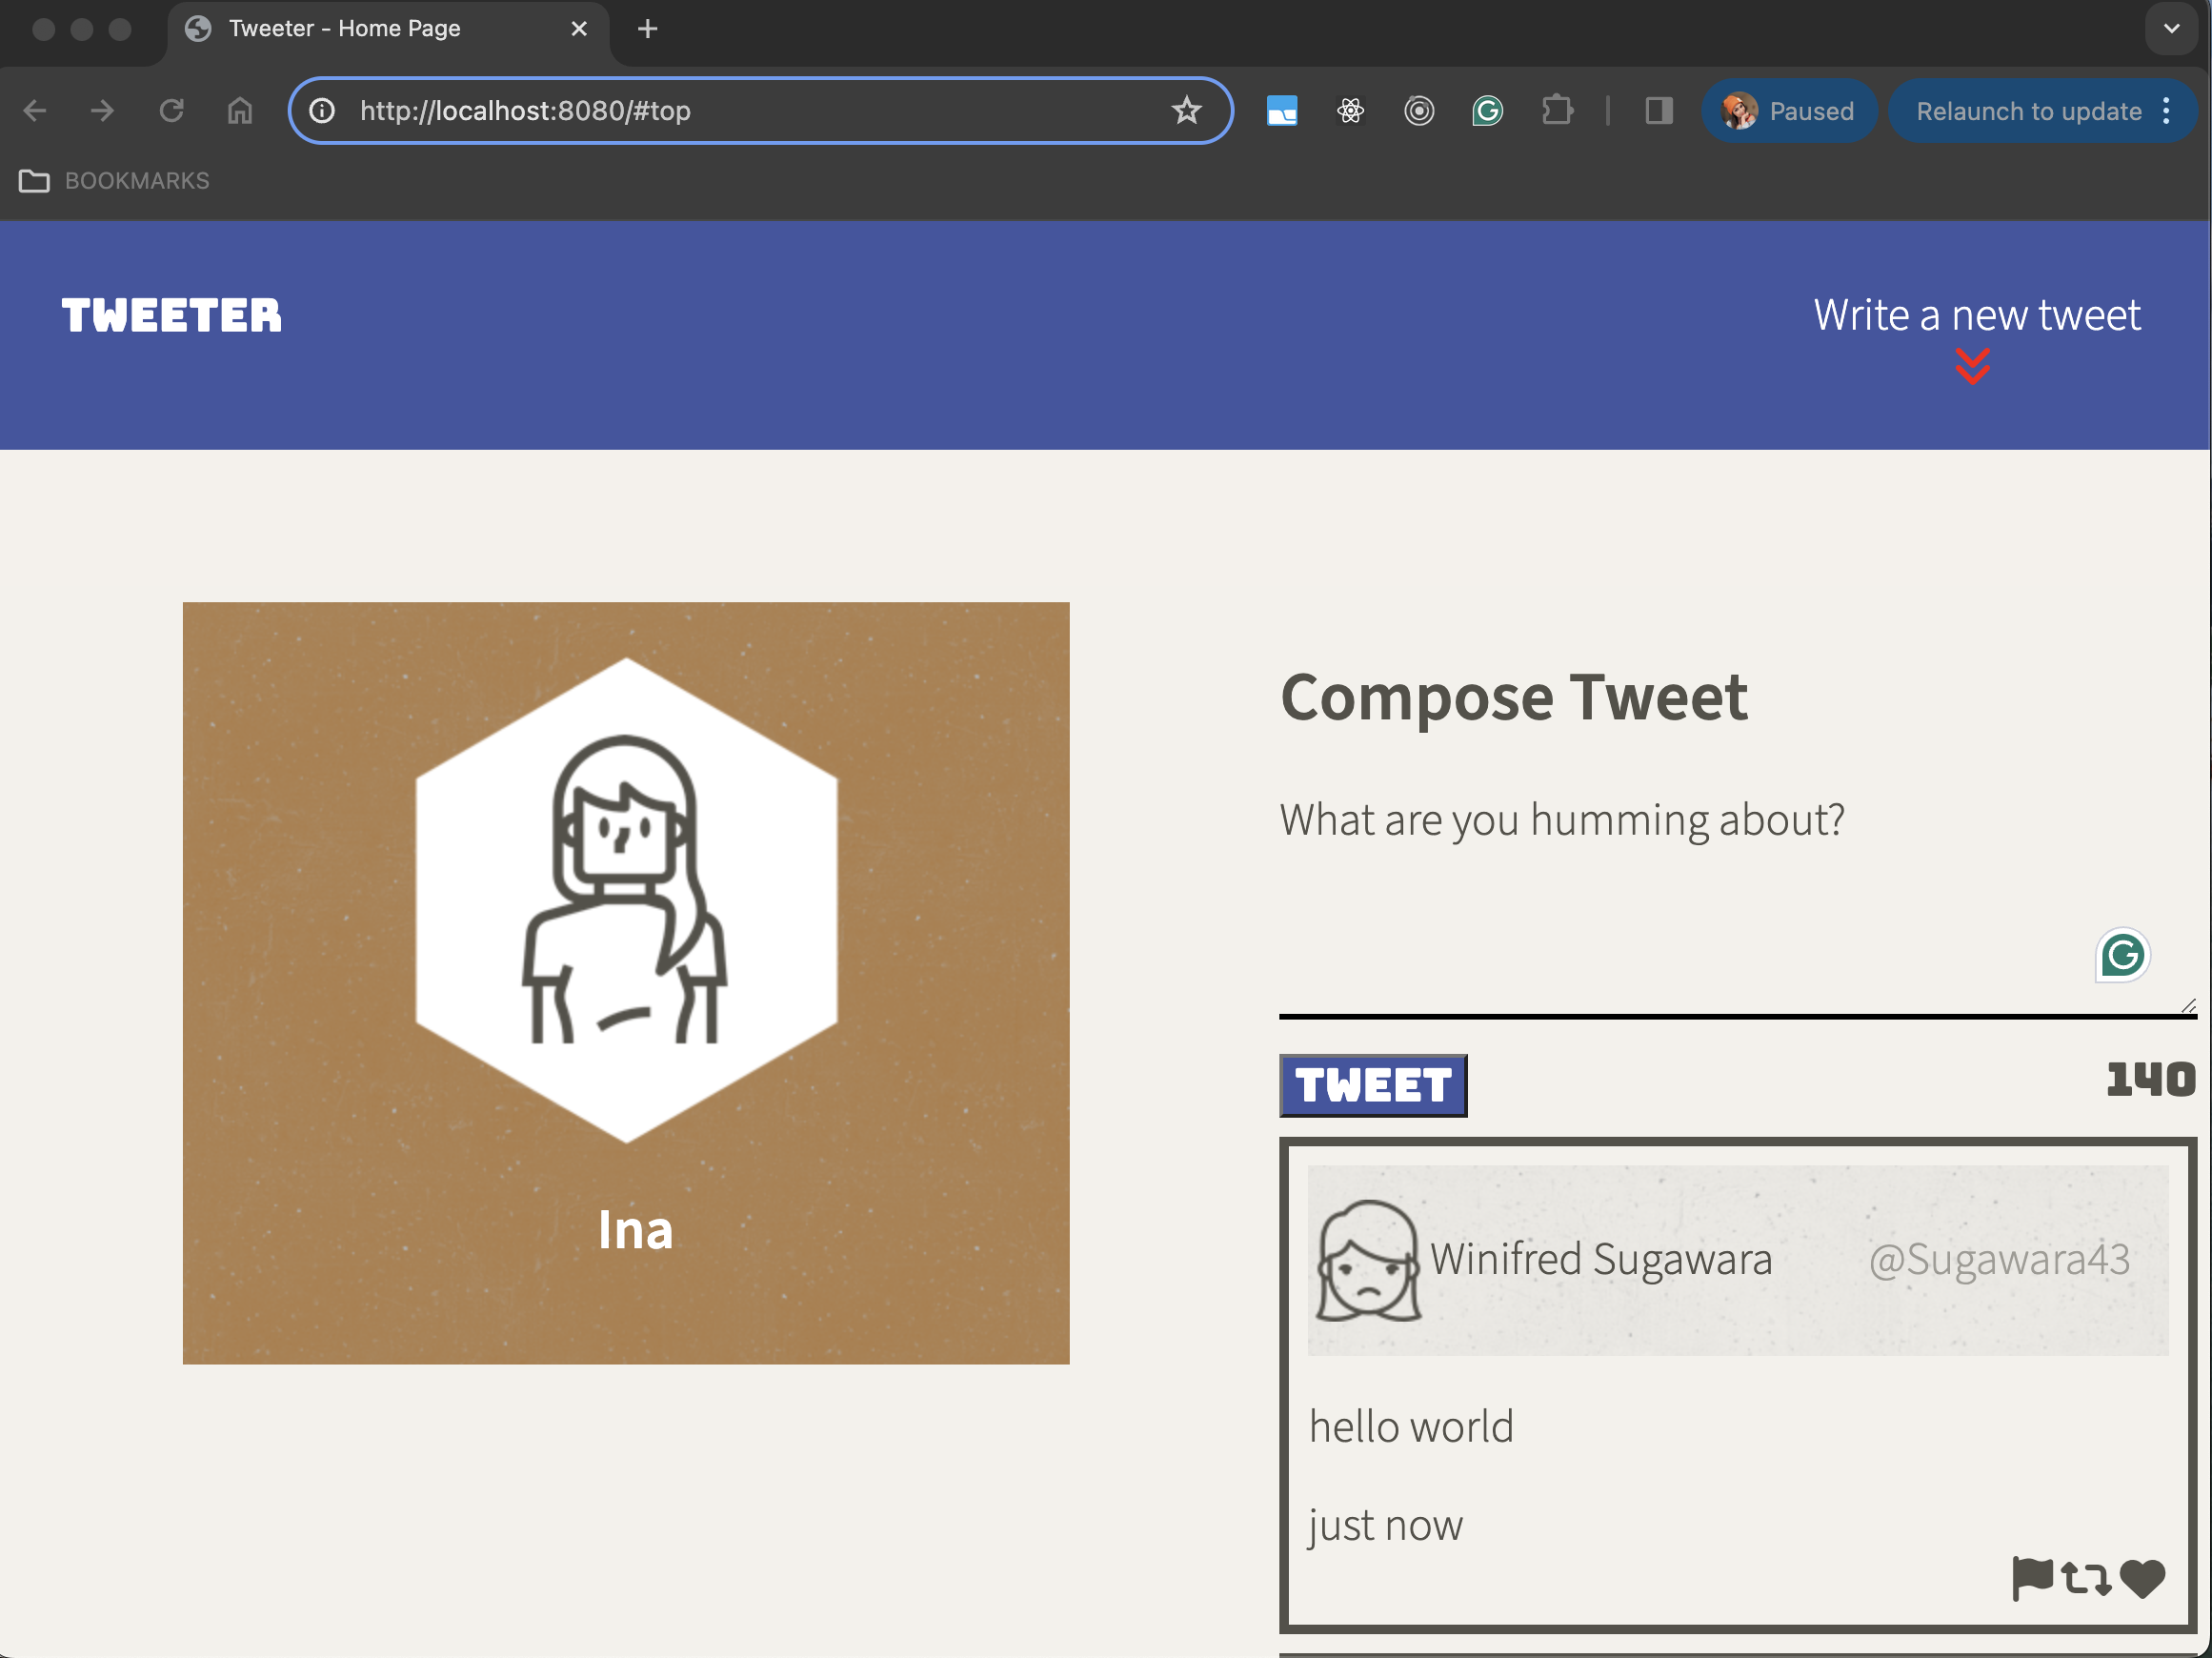 Tweeter - Home Page
http://localhost:8080/#top
Paused
Relaunch to update
BOOKMARKS
TWEETER
Write a new tweet
Ina
Compose Tweet
What are you humming about?
TWEET
140
Winifred Sugawara
@Sugawara43
hello world
just now